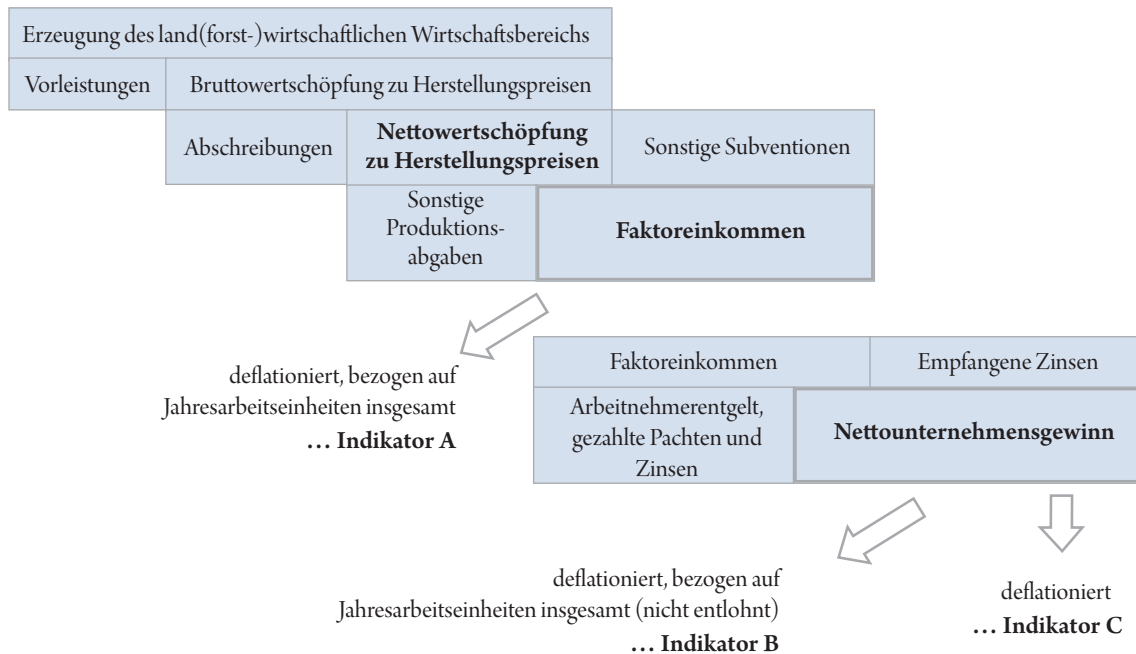 Erzeugung des land(forst-)wirtschaftlichen Wirtschaftsbereichs
Vorleistungen
Bruttowertschöpfung zu Herstellungspreisen
Abschreibungen
Nettowertschöpfung
zu Herstellungspreisen
Sonstige Subventionen
Sonstige
Produktions-
abgaben
Faktoreinkommen
deflationiert, bezogen auf
Jahresarbeitseinheiten insgesamt
... Indikator A
Faktoreinkommen
Empfangene Zinsen
Arbeitnehmerentgelt,
gezahlte Pachten und
Zinsen
Nettounternehmensgewinn
deflationiert, bezogen auf
Jahresarbeitseinheiten insgesamt (nicht entlohnt)
... Indikator B
deflationiert
... Indikator C